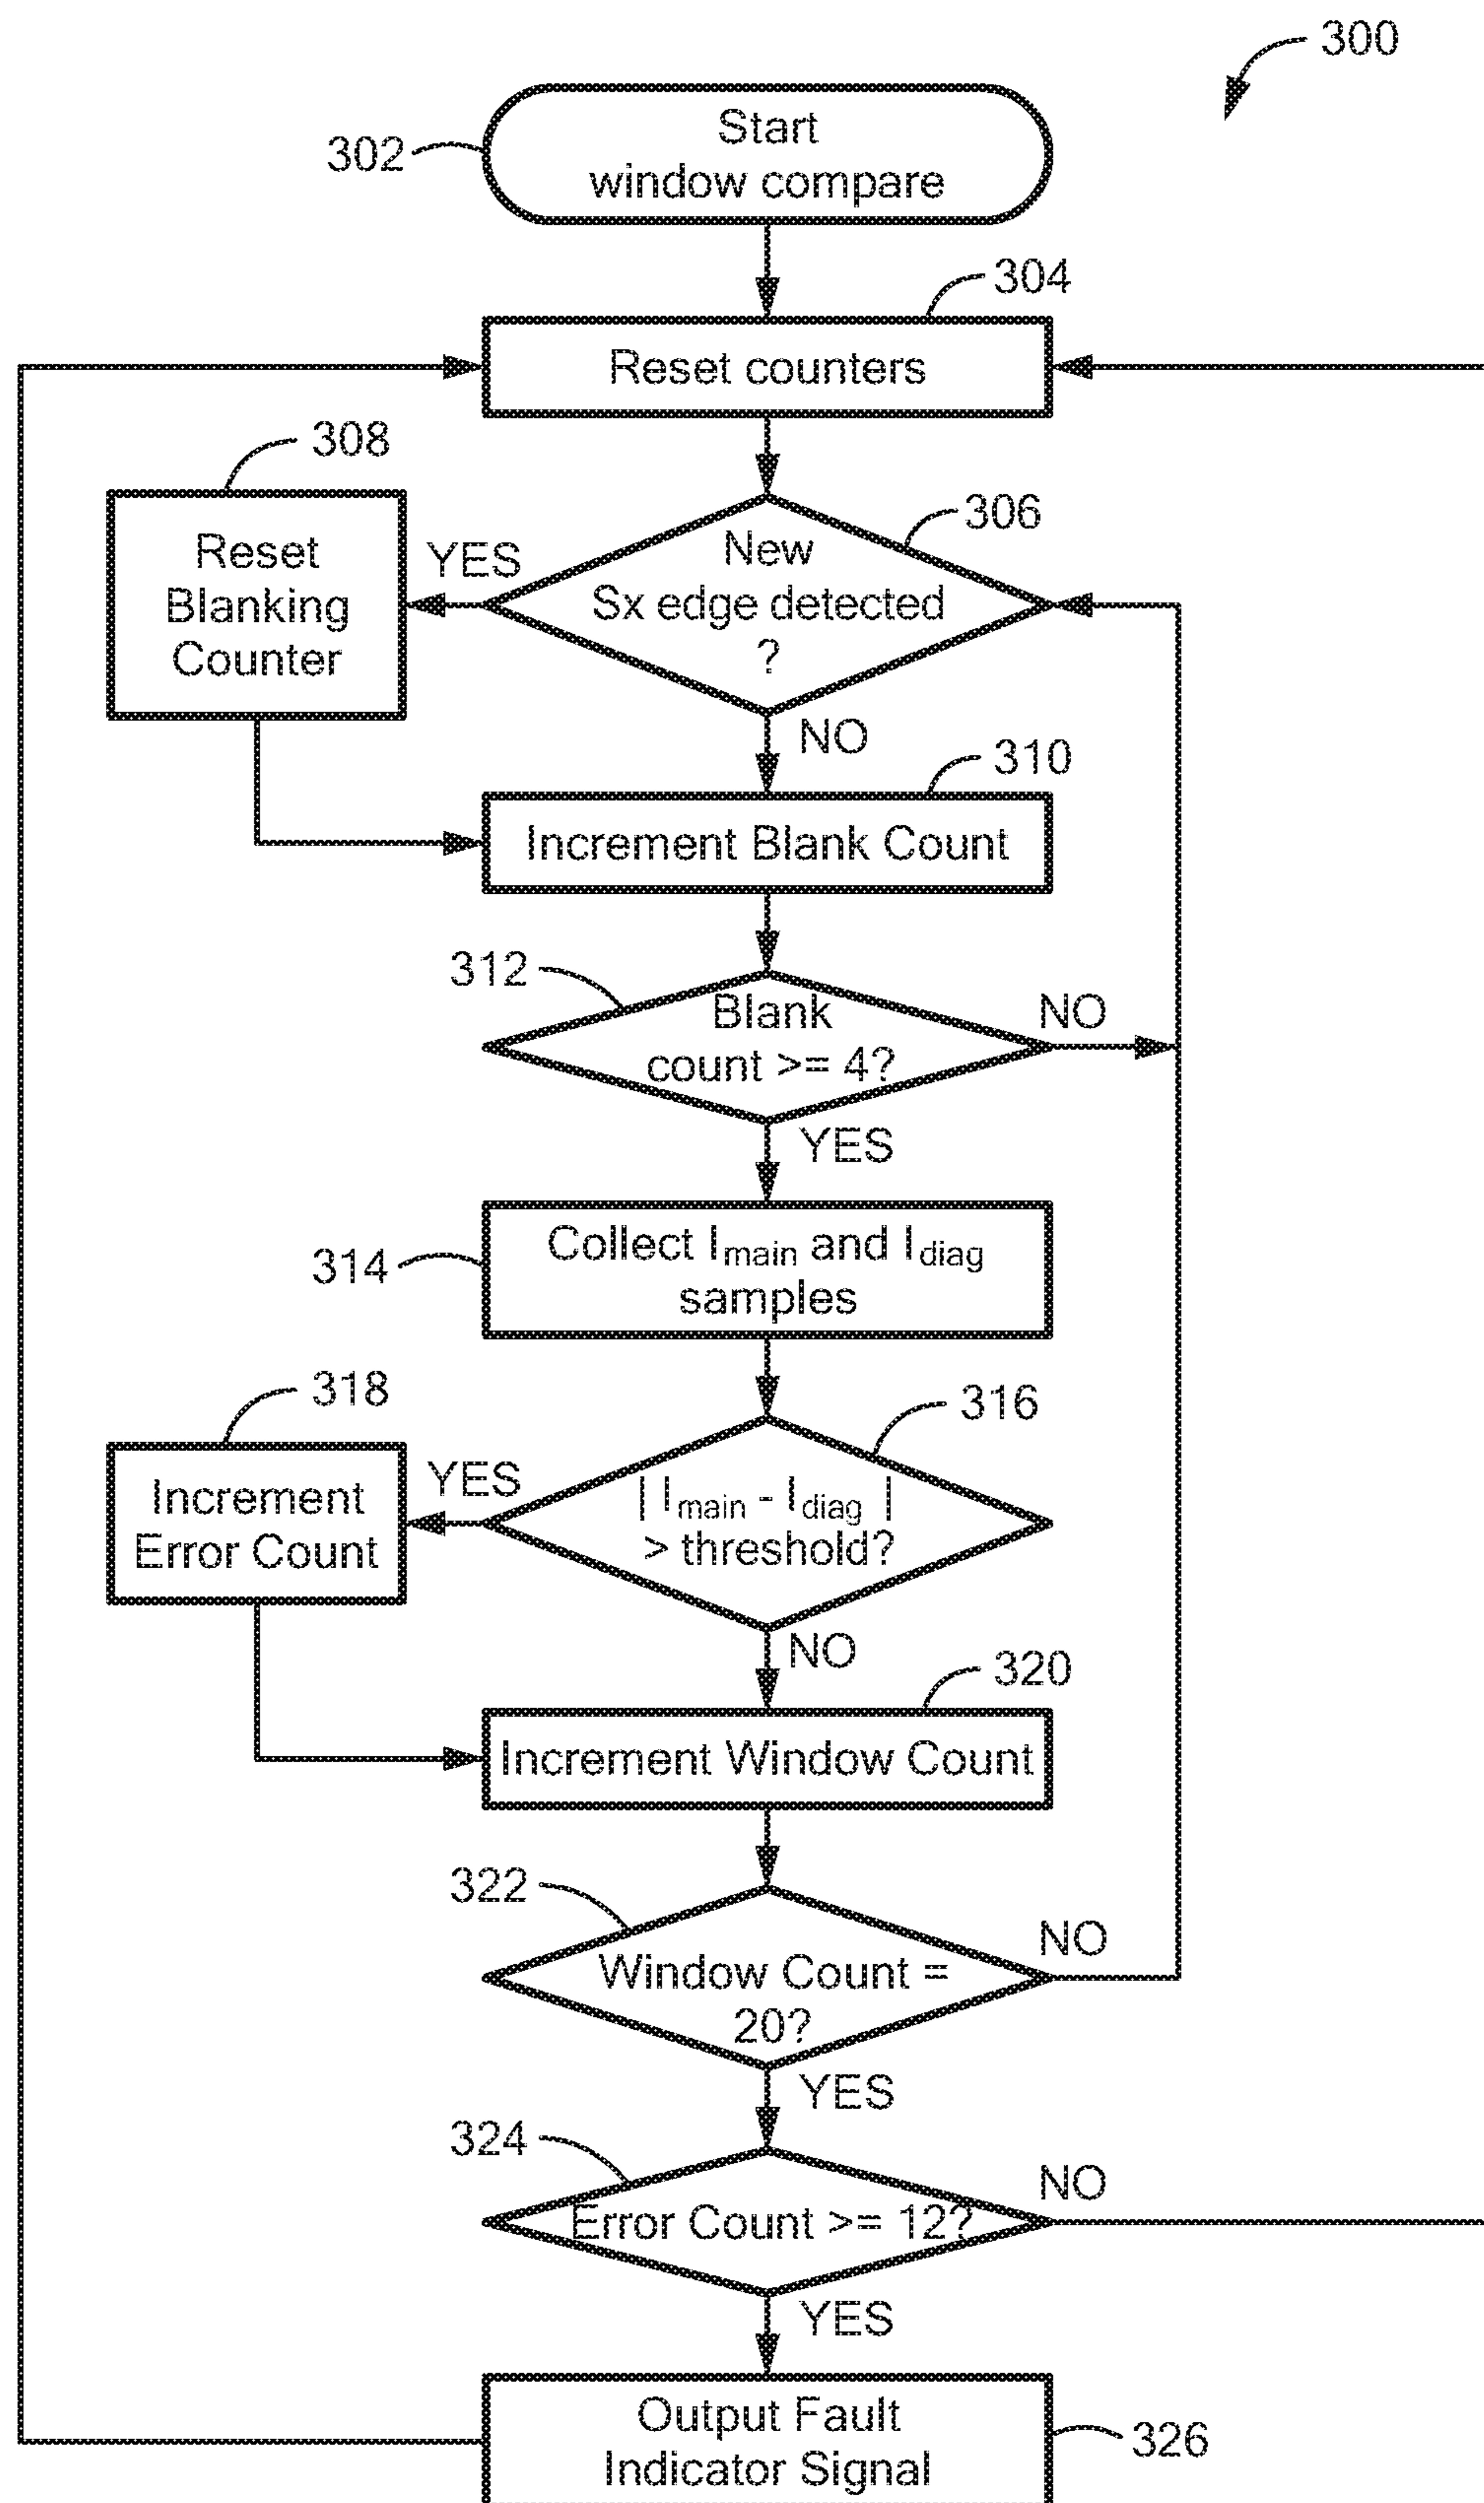 300
302
Start
window compare
304
Reset counters
308
306
Reset
Blanking
Counter
YES
New
Sx edge detected
?
NO
310
Increment Blank Count
312
Blank
count >= 4?
NO
YES
314
Collect Imain and Idiag
samples
318
316
Increment
Error Count
YES
| Imain - Idiag |
> threshold?
NO
320
Increment Window Count
322
Window Count =
20?
NO
YES
324
Error Count >= 12?
NO
YES
Output Fault
Indicator Signal
326